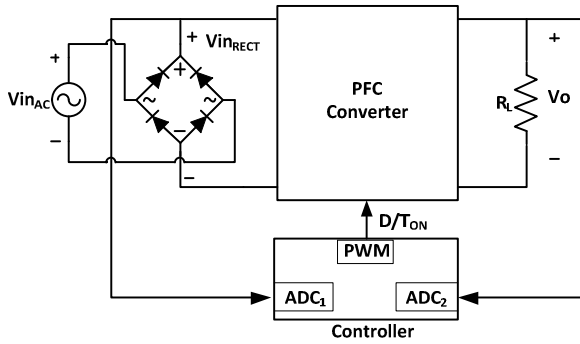 + Vin_RECT
+
Vin_AC
−
+
~ ~
−
−
PFC
Converter
R_L
+
Vo
−
D/T_ON
PWM
ADC_1
ADC_2
Controller